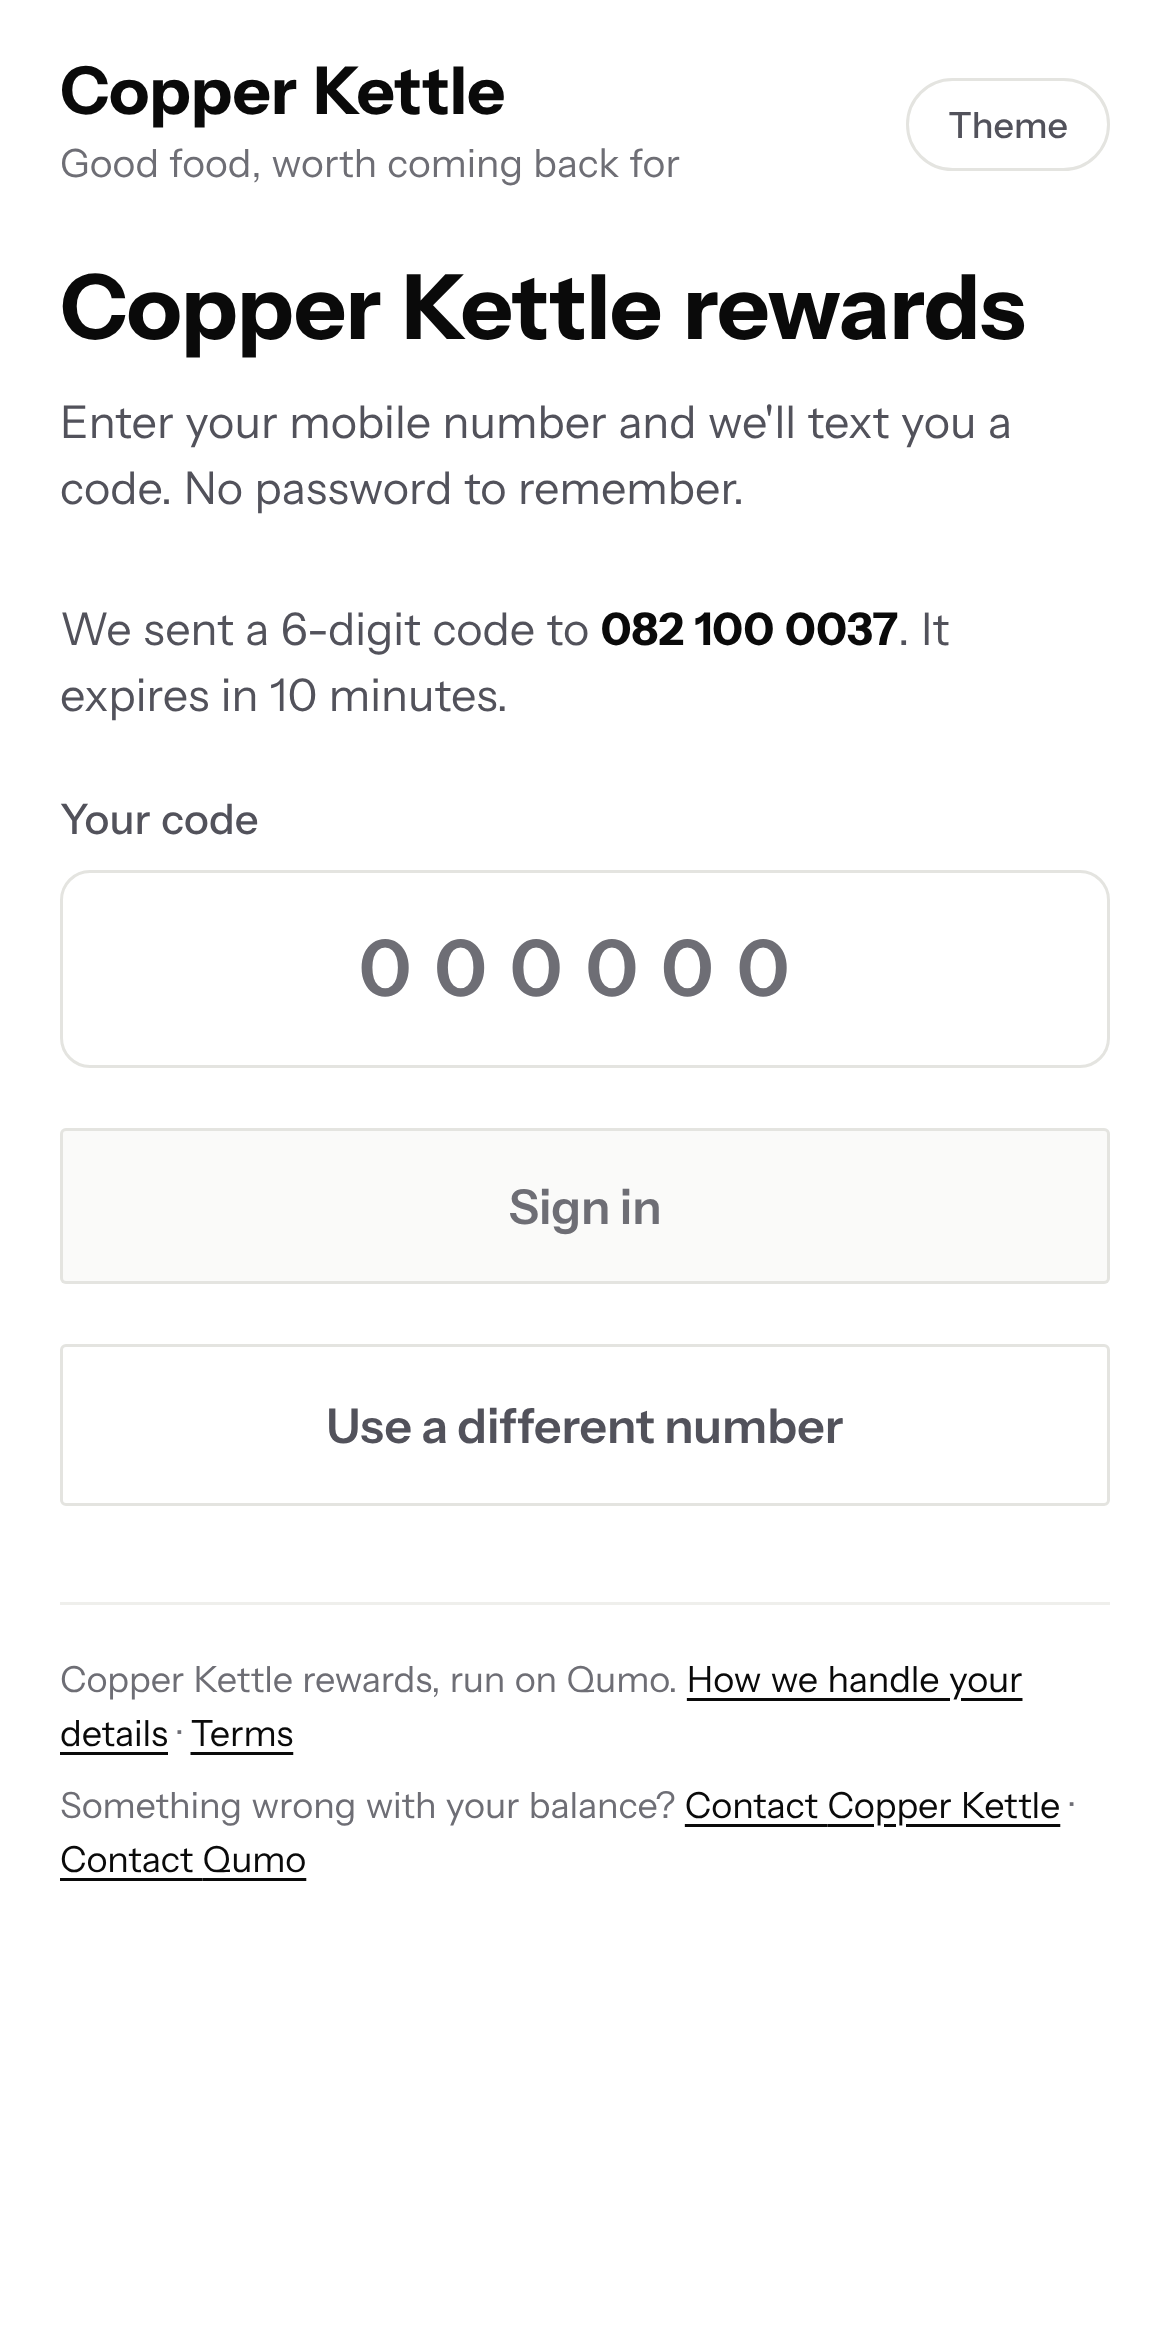 Copper Kettle
Good food, worth coming back for
Theme
Copper Kettle rewards
Enter your mobile number and we'll text you a
code. No password to remember.
We sent a 6-digit code to 082 100 0037. It
expires in 10 minutes.
Your code
000000
Sign in
Use a different number
Copper Kettle rewards, run on Qumo. How we handle your
details · Terms
Something wrong with your balance? Contact Copper Kettle ·
Contact Qumo